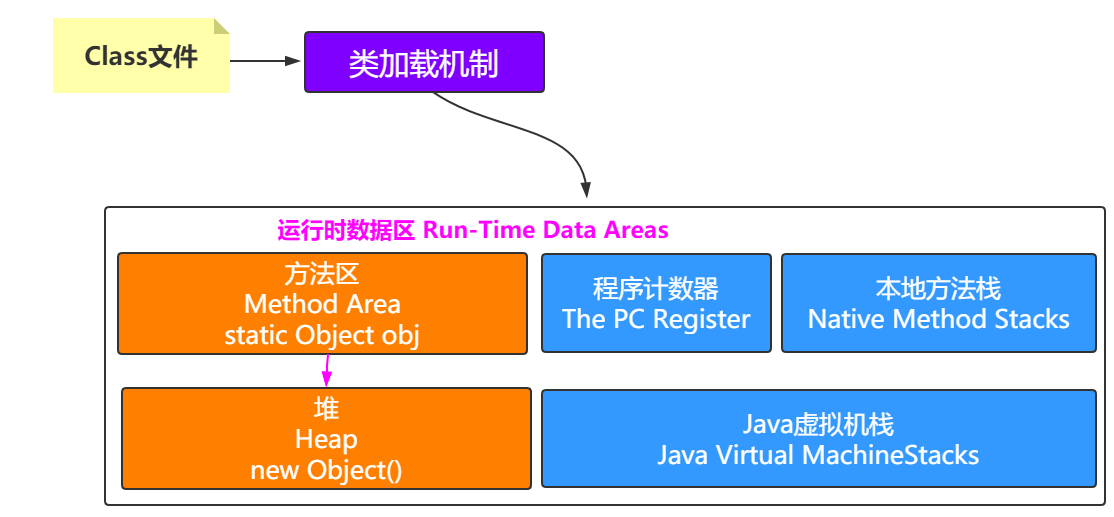 Class文件
类加载机制
运行时数据区 Run-Time Data Areas
方法区
Method Area
static Object obj
程序计数器
The PC Register
本地方法栈
Native Method Stacks
堆
Heap
new Object()
Java虚拟机栈
Java Virtual MachineStacks